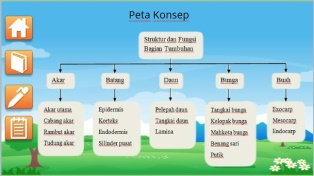 Peta Konsep
Struktur dan Fungsi
Bagian Tumbuhan
Akar
Batang
Daun
Bunga
Buah
Akar utama
Cabang akar
Rambut akar
Tudung akar
Epidermis
Korteks
Endodermis
Silinder pusat
Pelepah daun
Tangkai daun
Lamina
Tangkai bunga
Kelopak bunga
Mahkota bunga
Benang sari
Putik
Exocarp
Mesocarp
Endocarp